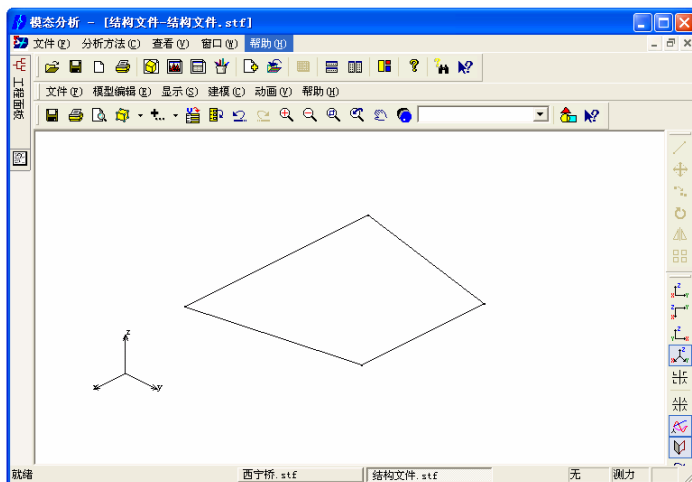 模态分析 - [结构文件-结构文件.stf]
文件(F) 分析方法(C) 查看(V) 窗口(W) 帮助(H)
文件(F) 模型编辑(E) 显示(S) 建模(C) 动画(V) 帮助(H)
工程图标
z
x
y
就绪 西宁桥.stf 结构文件.stf 无 测力